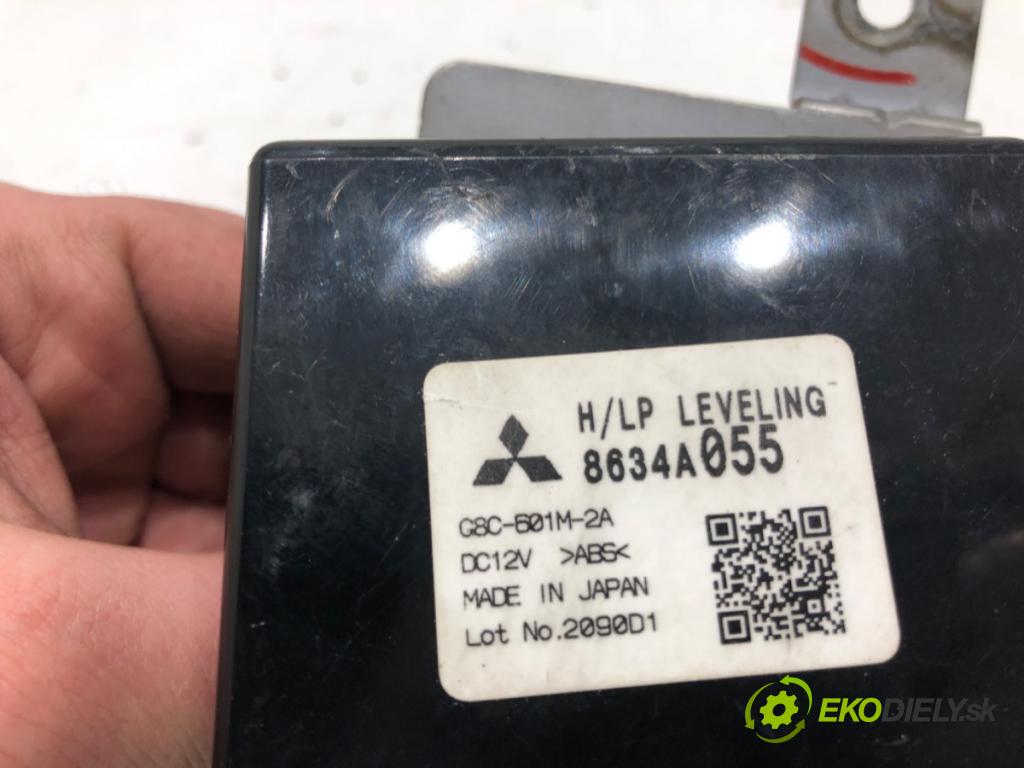 H/LP LEVELING
8634A055
G8C-601M-2A
DC12V >ABS<
MADE IN JAPAN
Lot No.2090D1
EKODIELY.sk